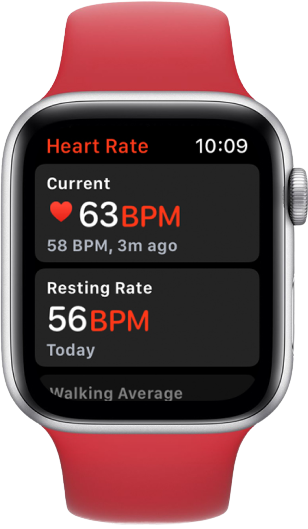 Heart Rate 10:09
Current
63BPM
58 BPM, 3m ago
Resting Rate
56BPM
Today
Walking Average